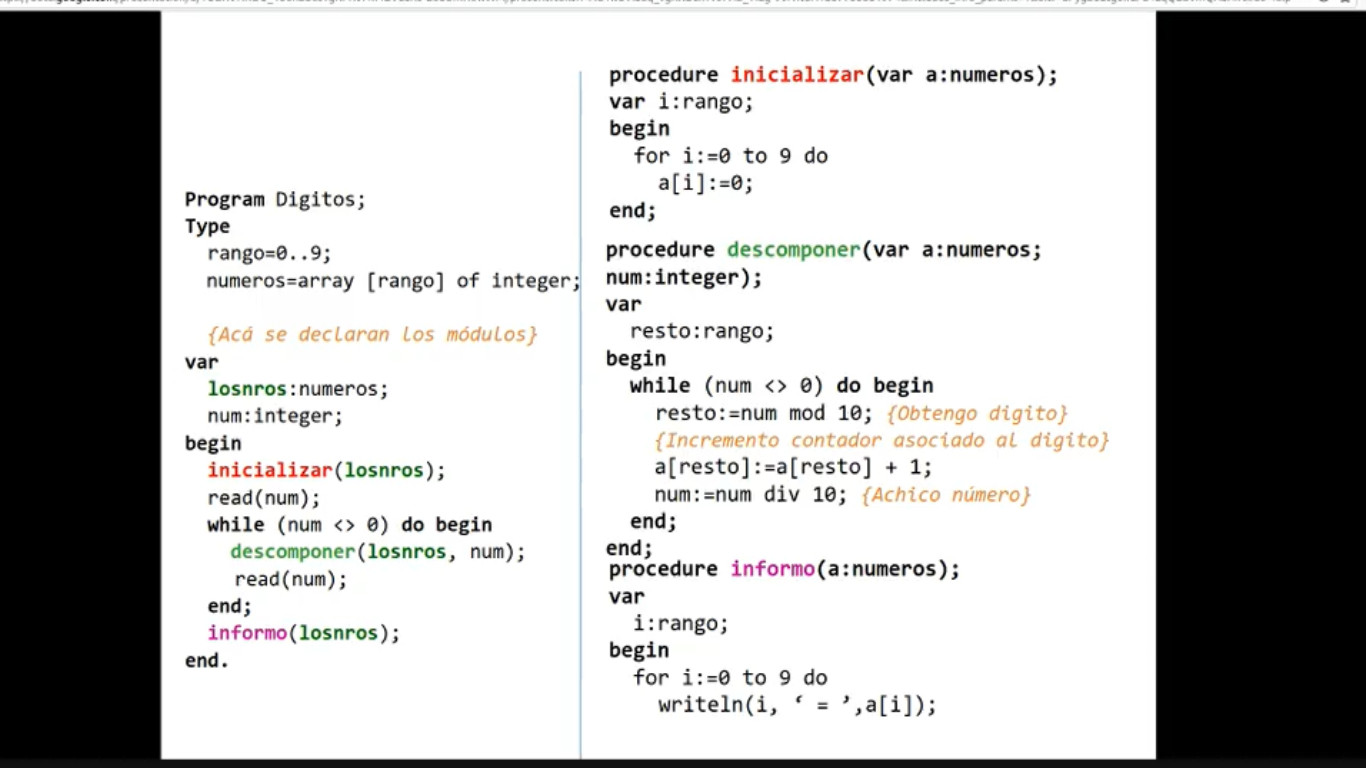 Program Digitos;
Type
rango=0..9;
numeros=array [rango] of integer;
{Acá se declaran los módulos}
var
losnros:numeros;
num:integer;
begin
inicializar(losnros);
read(num);
while (num <> 0) do begin
descomponer(losnros, num);
read(num);
end;
informo(losnros);
end.
procedure inicializar(var a:numeros);
var i:rango;
begin
for i:=0 to 9 do
a[i]:=0;
end;
procedure descomponer(var a:numeros;
num:integer);
var
resto:rango;
begin
while (num <> 0) do begin
resto:=num mod 10; {Obtengo digito}
{Incremento contador asociado al digito}
a[resto]:=a[resto] + 1;
num:=num div 10; {Achico número}
end;
end;
procedure informo(a:numeros);
var
i:rango;
begin
for i:=0 to 9 do
writeln(i, ‘ = ’,a[i]);